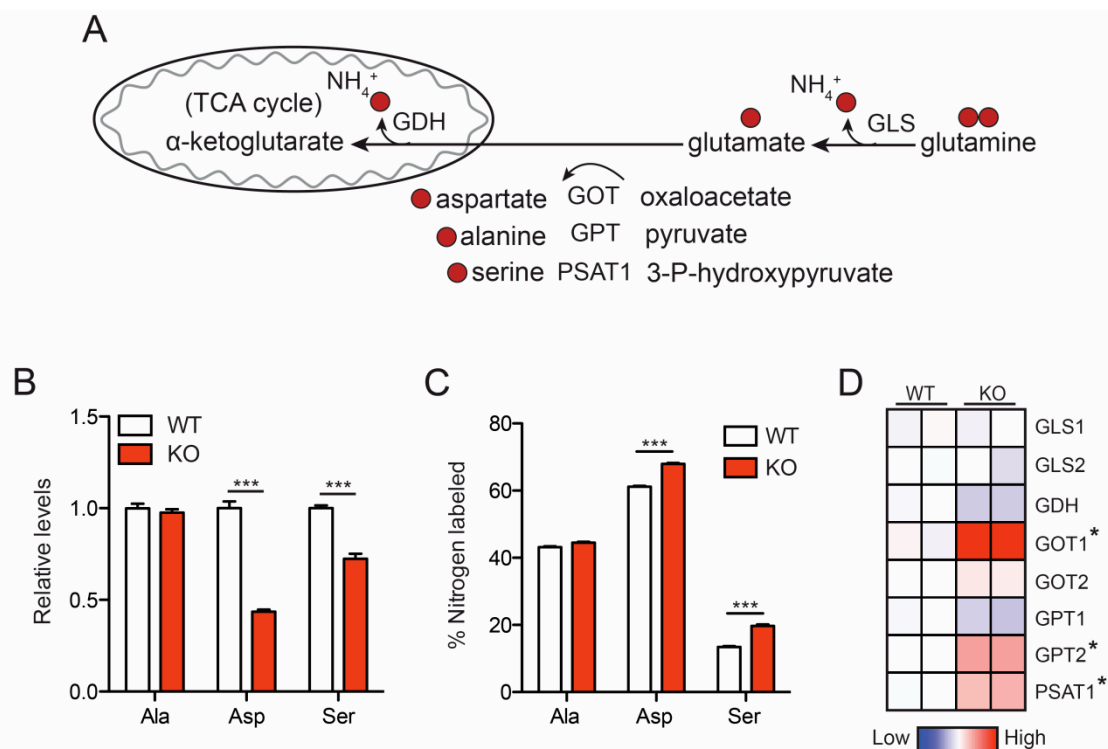 A
NH4+
(TCA cycle)
GDH
α-ketoglutarate
NH4+
GLS
glutamate
glutamine
aspartate GOT oxaloacetate
alanine GPT pyruvate
serine PSAT1 3-P-hydroxypyruvate
B
Relative levels
1.5
1.0
0.5
0.0
WT
KO
***
***
Ala Asp Ser
C
% Nitrogen labeled
80
60
40
20
0
WT
KO
***
***
Ala Asp Ser
D
WT KO
GLS1
GLS2
GDH
GOT1*
GOT2
GPT1
GPT2*
PSAT1*
Low High